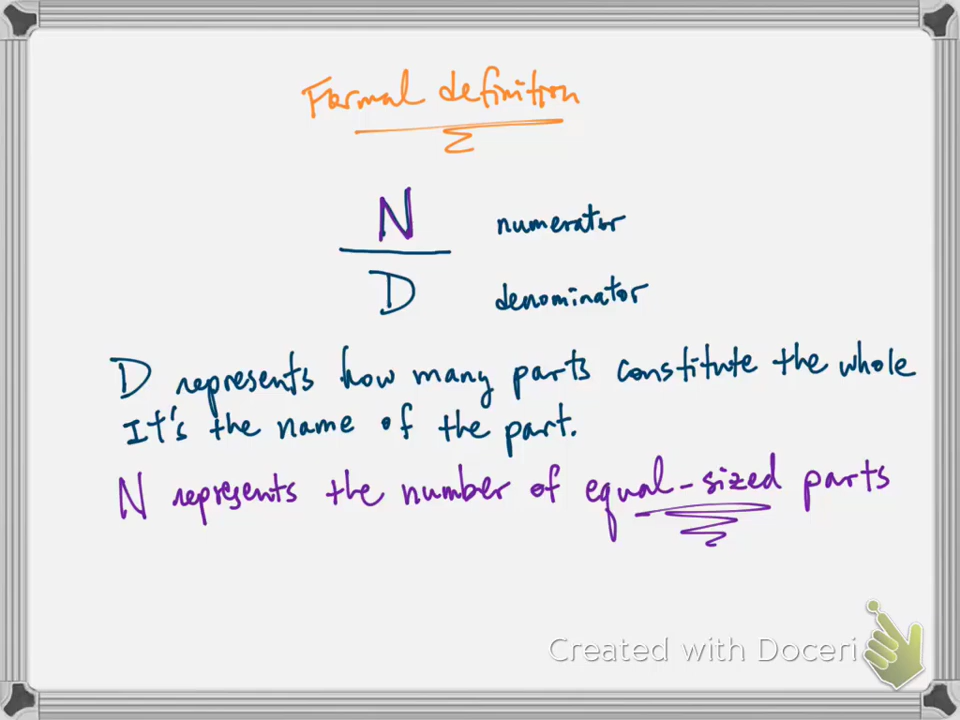 Formal definition
N numerator
D denominator
D represents how many parts constitute the whole
It's the name of the part.
N represents the number of equal-sized parts
Created with Doceri